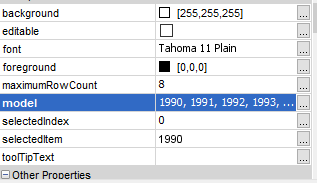 background [255,255,255] ...
editable ...
font Tahoma 11 Plain ...
foreground [0,0,0] ...
maximumRowCount 8 ...
model 1990, 1991, 1992, 1993, ... ...
selectedIndex 0 ...
selectedItem 1990 ...
toolTipText ...
Other Properties